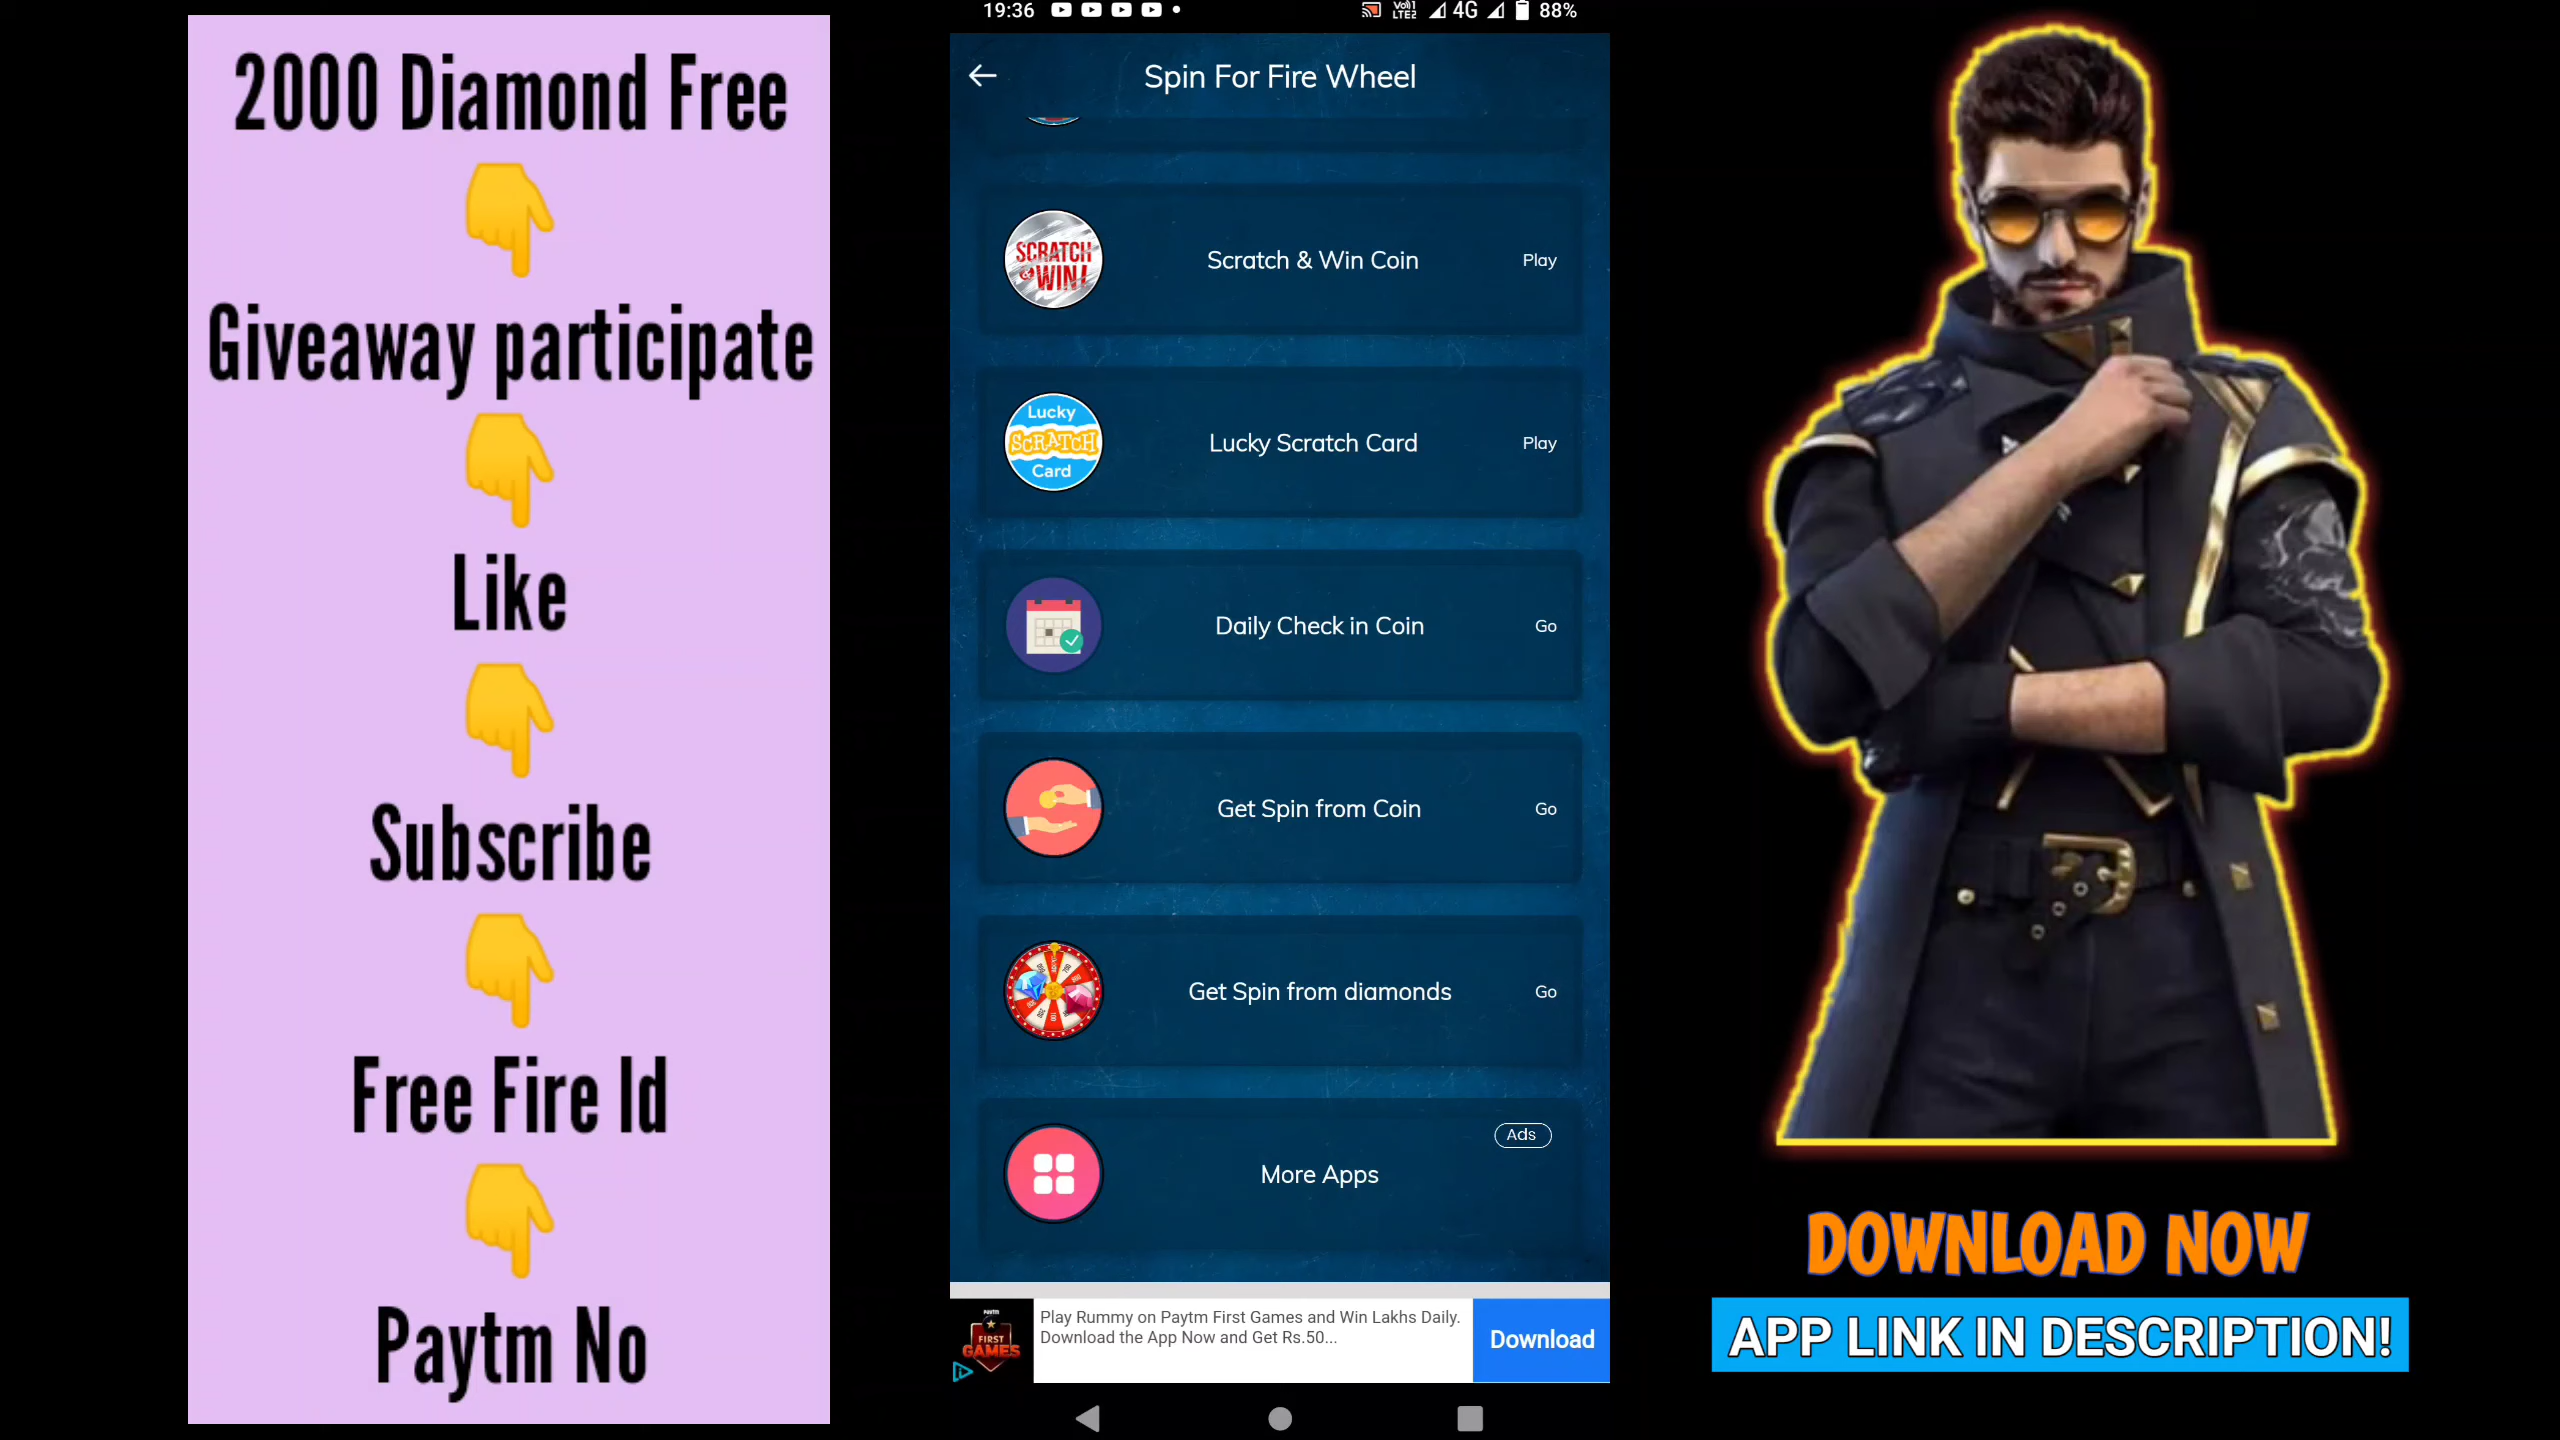 2000 Diamond Free
Giveaway participate
Like
Subscribe
Free Fire Id
Paytm No
19:36
Vo))1
LTE2
4G
88%
Spin For Fire Wheel
SCRATCH
& WIN!
Scratch & Win Coin
Play
Lucky
SCRATCH
Card
Lucky Scratch Card
Play
Daily Check in Coin
Go
Get Spin from Coin
Go
Get Spin from diamonds
Go
Ads
More Apps
FIRST
GAMES
Play Rummy on Paytm First Games and Win Lakhs Daily.
Download the App Now and Get Rs.50...
Download
DOWNLOAD NOW
APP LINK IN DESCRIPTION!